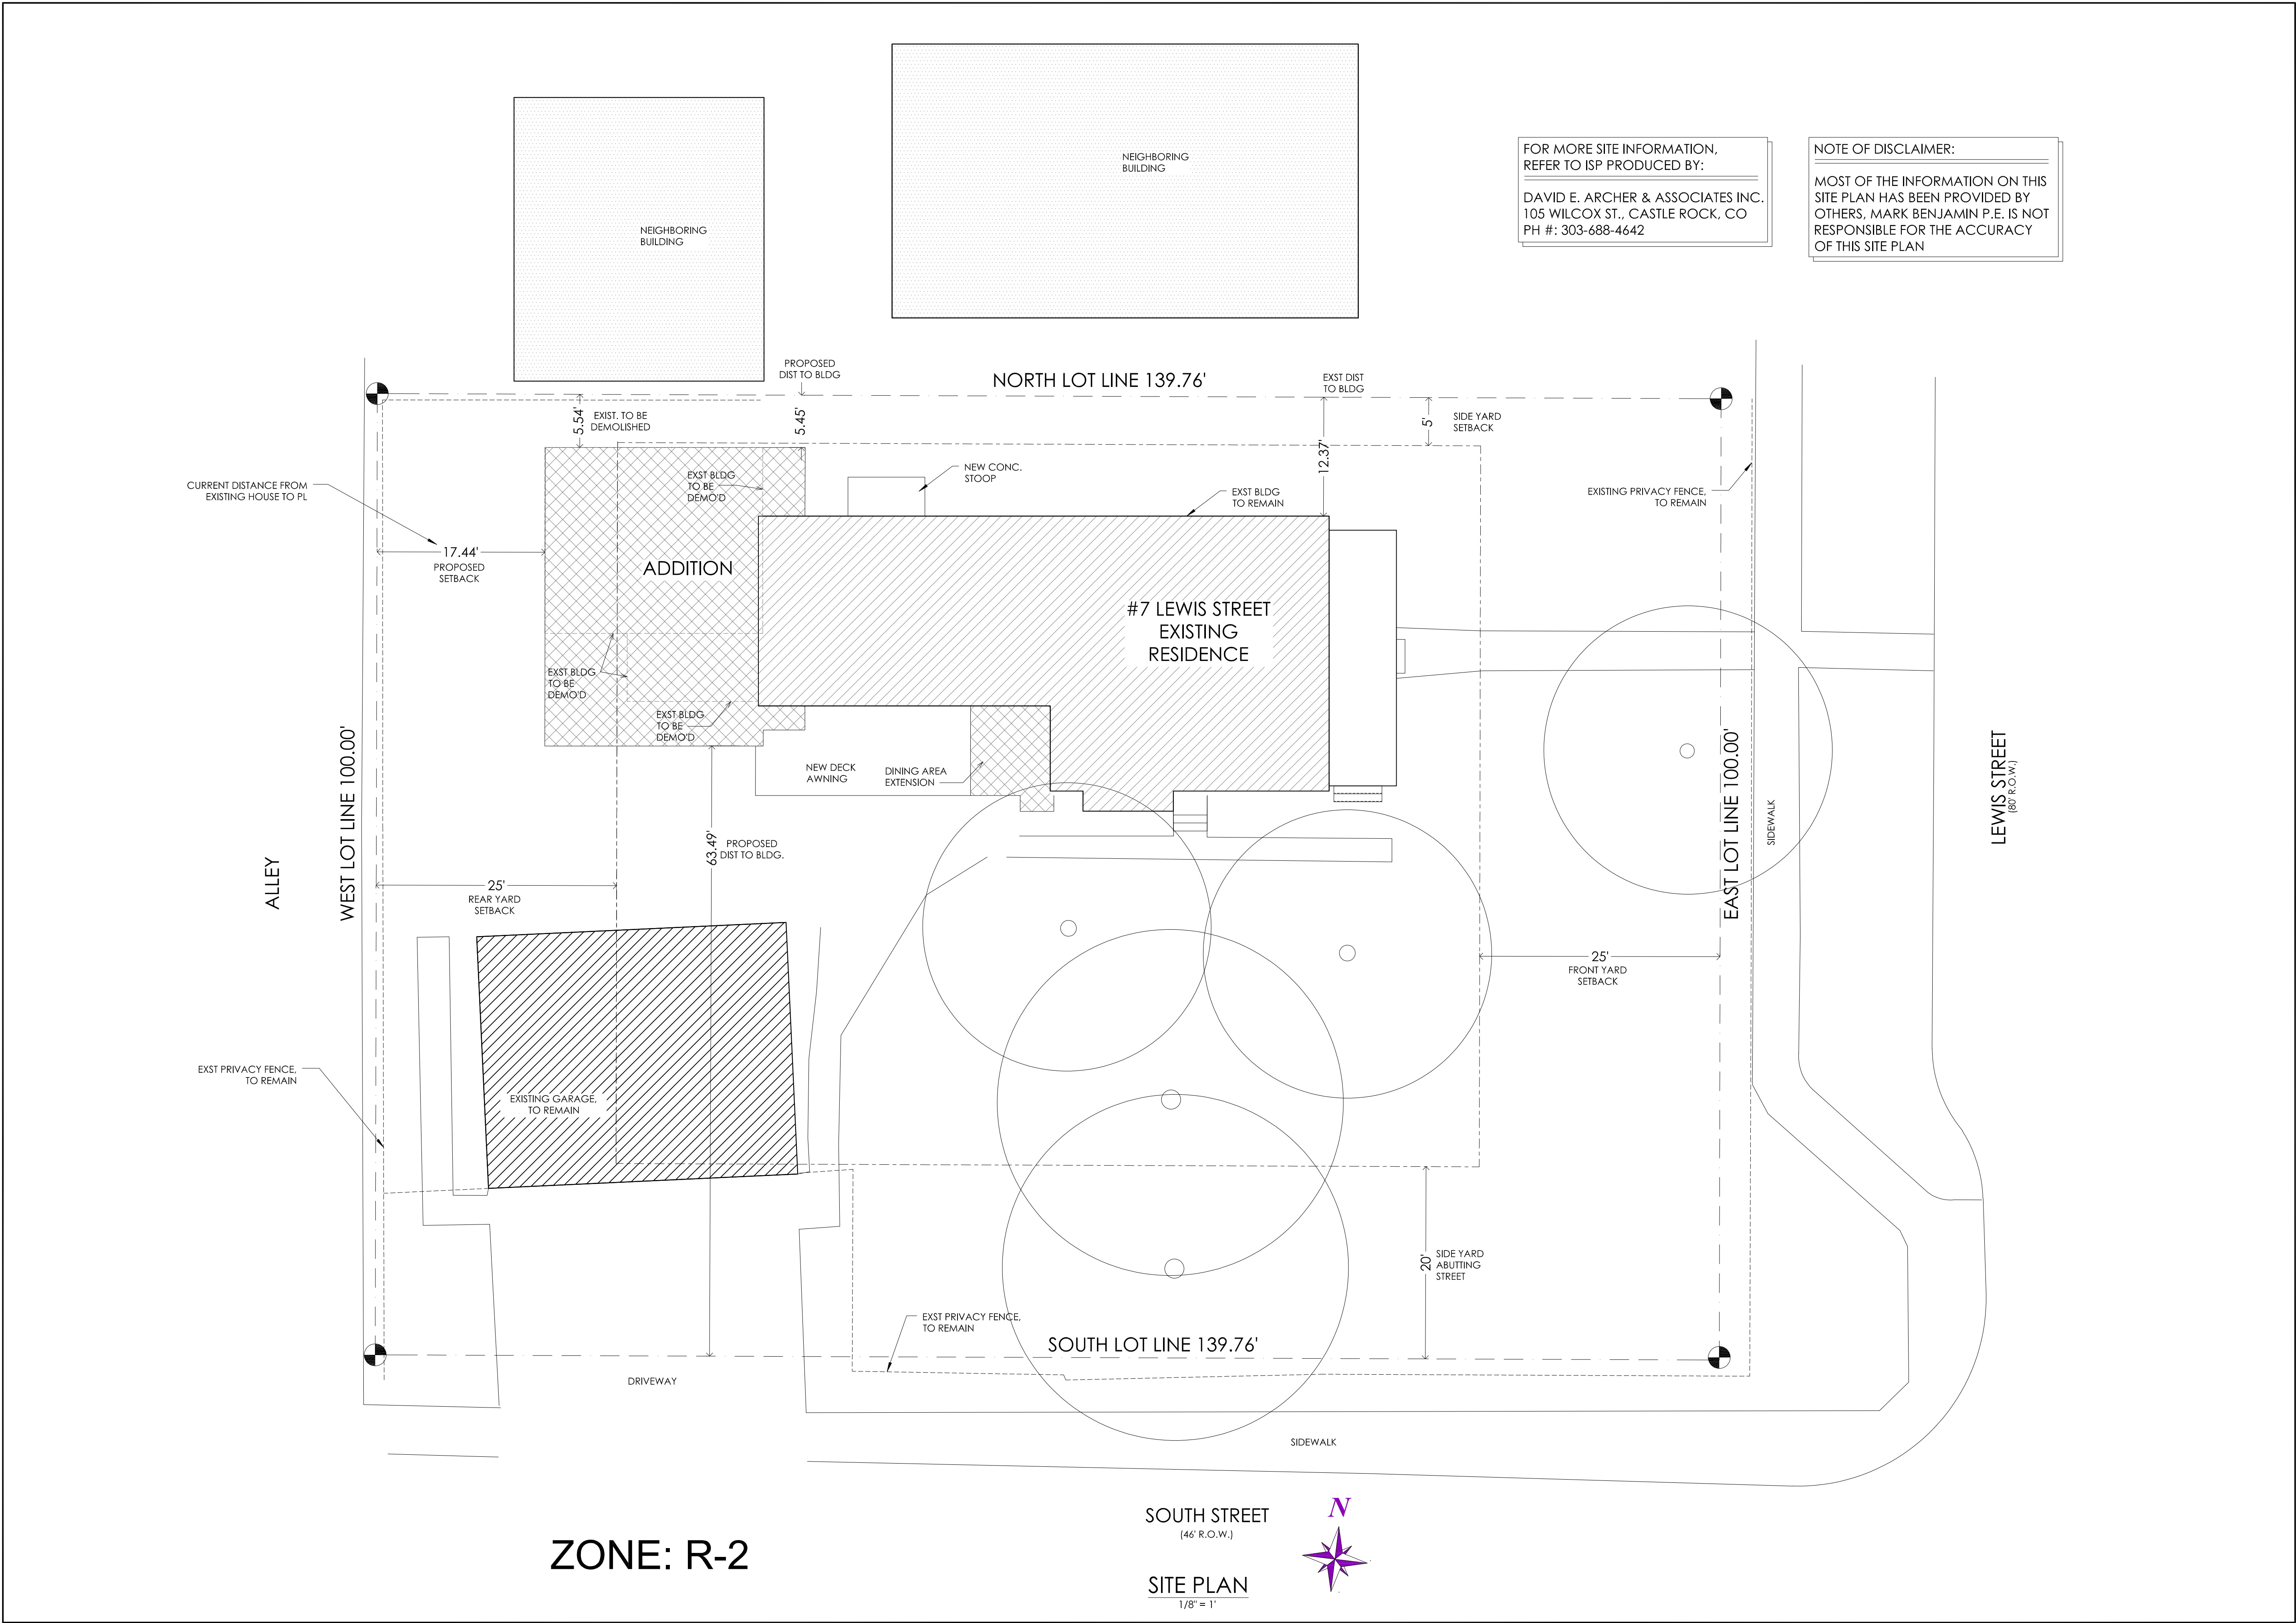 NEIGHBORING
BUILDING
NEIGHBORING
BUILDING
FOR MORE SITE INFORMATION,
REFER TO ISP PRODUCED BY:
DAVID E. ARCHER & ASSOCIATES INC.
105 WILCOX ST., CASTLE ROCK, CO
PH #: 303-688-4642
NOTE OF DISCLAIMER:
MOST OF THE INFORMATION ON THIS
SITE PLAN HAS BEEN PROVIDED BY
OTHERS, MARK BENJAMIN P.E. IS NOT
RESPONSIBLE FOR THE ACCURACY
OF THIS SITE PLAN
PROPOSED
DIST TO BLDG
NORTH LOT LINE 139.76'
EXST DIST
TO BLDG
5.54'
EXIST. TO BE
DEMOLISHED
5.45'
12.37'
5'
SIDE YARD
SETBACK
CURRENT DISTANCE FROM
EXISTING HOUSE TO PL
EXST BLDG
TO BE
DEMO'D
NEW CONC.
STOOP
EXST BLDG
TO REMAIN
EXISTING PRIVACY FENCE,
TO REMAIN
17.44'
PROPOSED
SETBACK
ADDITION
#7 LEWIS STREET
EXISTING
RESIDENCE
EXST BLDG
TO BE
DEMO'D
EXST BLDG
TO BE
DEMO'D
NEW DECK
AWNING
DINING AREA
EXTENSION
WEST LOT LINE 100.00'
ALLEY
EAST LOT LINE 100.00'
SIDEWALK
LEWIS STREET
(80' R.O.W.)
63.49'
PROPOSED
DIST TO BLDG.
25'
REAR YARD
SETBACK
25'
FRONT YARD
SETBACK
EXST PRIVACY FENCE,
TO REMAIN
EXISTING GARAGE,
TO REMAIN
20'
SIDE YARD
ABUTTING
STREET
EXST PRIVACY FENCE,
TO REMAIN
SOUTH LOT LINE 139.76'
DRIVEWAY
SIDEWALK
SOUTH STREET
(46' R.O.W.)
N
ZONE: R-2
SITE PLAN
1/8" = 1'